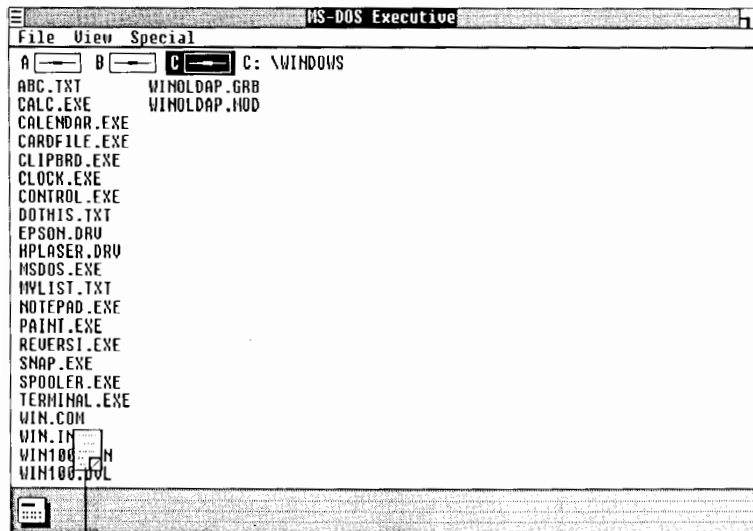 MS-DOS Executive
File View Special
A B C C: \WINDOWS
ABC.TXT WINOLDAP.GRB
CALC.EXE WINOLDAP.MOD
CALENDAR.EXE
CARDFILE.EXE
CLIPBRD.EXE
CLOCK.EXE
CONTROL.EXE
DOTHIS.TXT
EPSON.DRV
HPLASER.DRV
MSDOS.EXE
MYLIST.TXT
NOTEPAD.EXE
PAINT.EXE
REVERSI.EXE
SNAP.EXE
SPOOLER.EXE
TERMINAL.EXE
WIN.COM